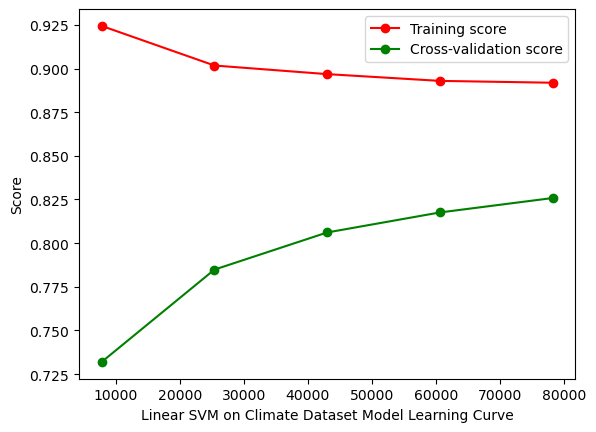 Training score
Cross-validation score
0.925
0.900
0.875
0.850
0.825
0.800
0.775
0.750
0.725
Score
10000 20000 30000 40000 50000 60000 70000 80000
Linear SVM on Climate Dataset Model Learning Curve